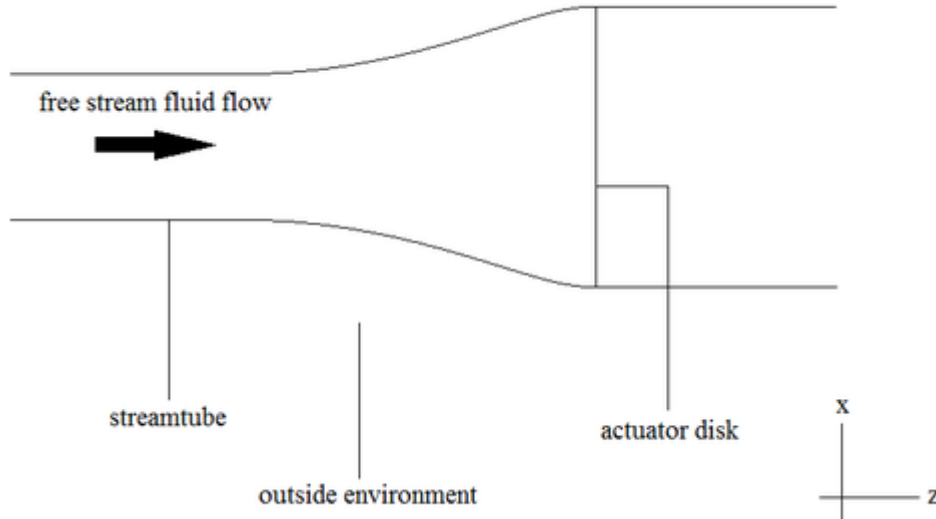 free stream fluid flow
streamtube
actuator disk
outside environment
x
z